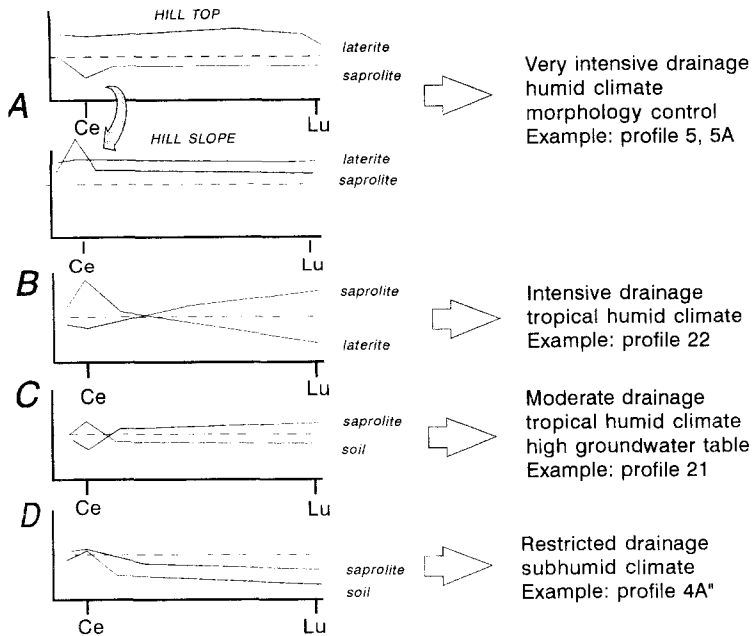 HILL TOP
laterite
saprolite
A
Ce
Lu
Very intensive drainage
humid climate
morphology control
Example: profile 5, 5A
HILL SLOPE
laterite
saprolite
Ce
Lu
B
saprolite
laterite
Intensive drainage
tropical humid climate
Example: profile 22
C
Ce
Lu
saprolite
soil
Moderate drainage
tropical humid climate
high groundwater table
Example: profile 21
Ce
Lu
D
saprolite
soil
Restricted drainage
subhumid climate
Example: profile 4A"
Ce
Lu